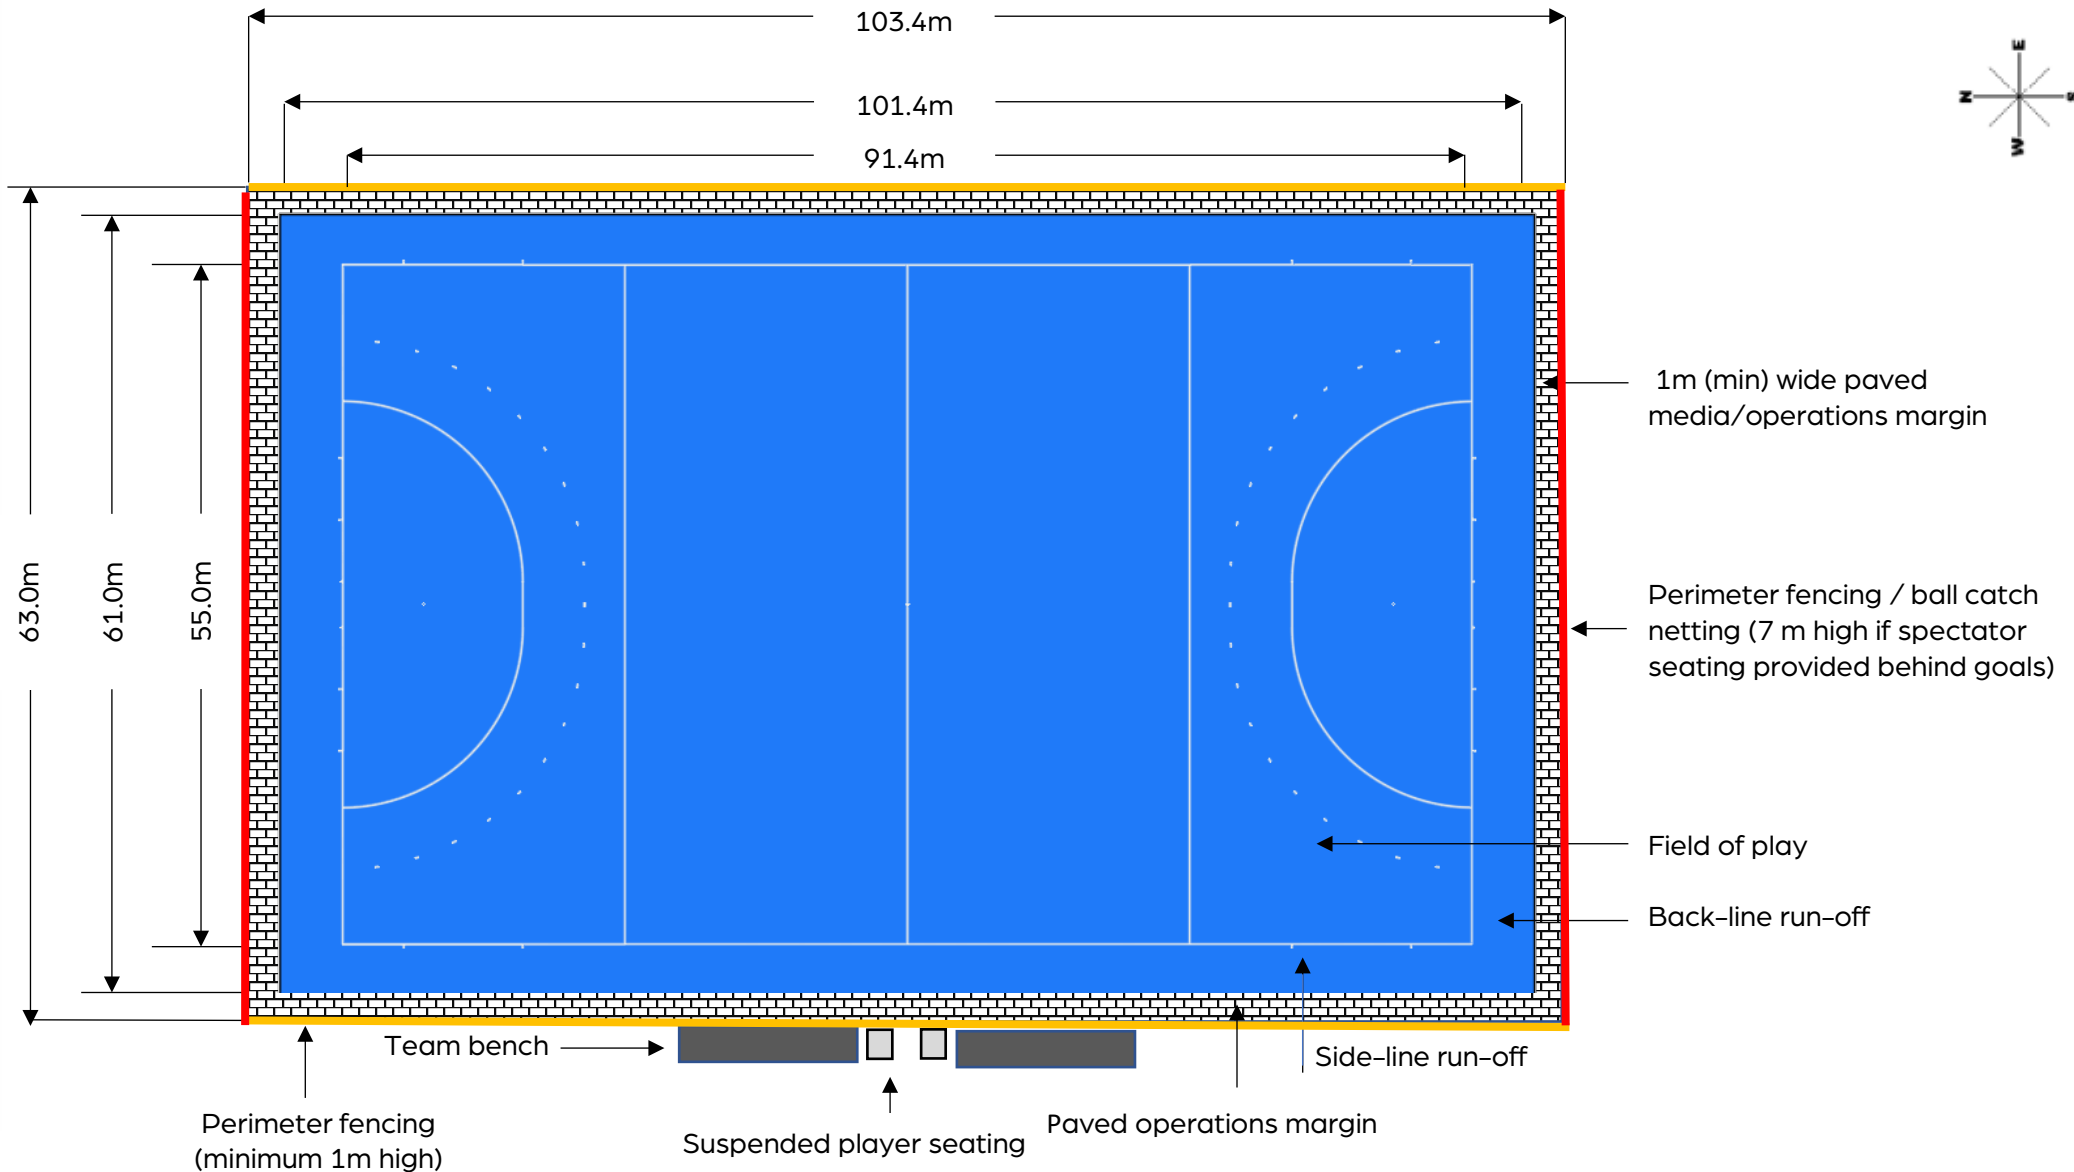 103.4m
101.4m
91.4m
E
N
S
W
63.0m
61.0m
55.0m
1m (min) wide paved
media/operations margin
Perimeter fencing / ball catch
netting (7 m high if spectator
seating provided behind goals)
Field of play
Back-line run-off
Team bench
Side-line run-off
Perimeter fencing
(minimum 1m high)
Suspended player seating
Paved operations margin